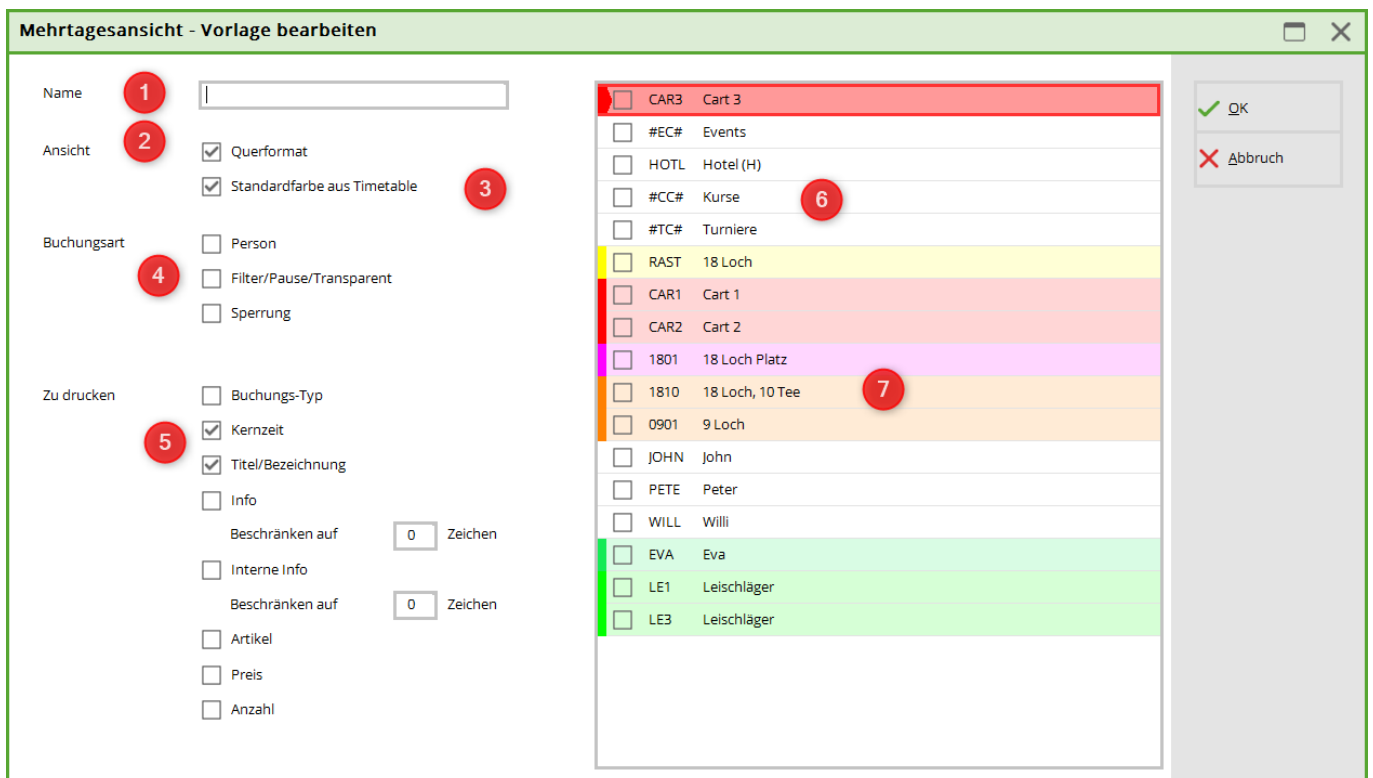 Mehrtagesansicht - Vorlage bearbeiten
Name 1
Ansicht 2 Querformat
Standardfarbe aus Timetable 3
Buchungsart Person
4 Filter/Pause/Transparent
Sperrung
Zu drucken Buchungs-Typ
5 Kernzeit
Titel/Bezeichnung
Info
Beschränken auf 0 Zeichen
Interne Info
Beschränken auf 0 Zeichen
Artikel
Preis
Anzahl
CAR3 Cart 3
#EC# Events
HOTL Hotel (H)
#CC# Kurse 6
#TC# Turniere
RAST 18 Loch
CAR1 Cart 1
CAR2 Cart 2
1801 18 Loch Platz
1810 18 Loch, 10 Tee 7
0901 9 Loch
JOHN John
PETE Peter
WILL Willi
EVA Eva
LE1 Leischläger
LE3 Leischläger
OK
Abbruch